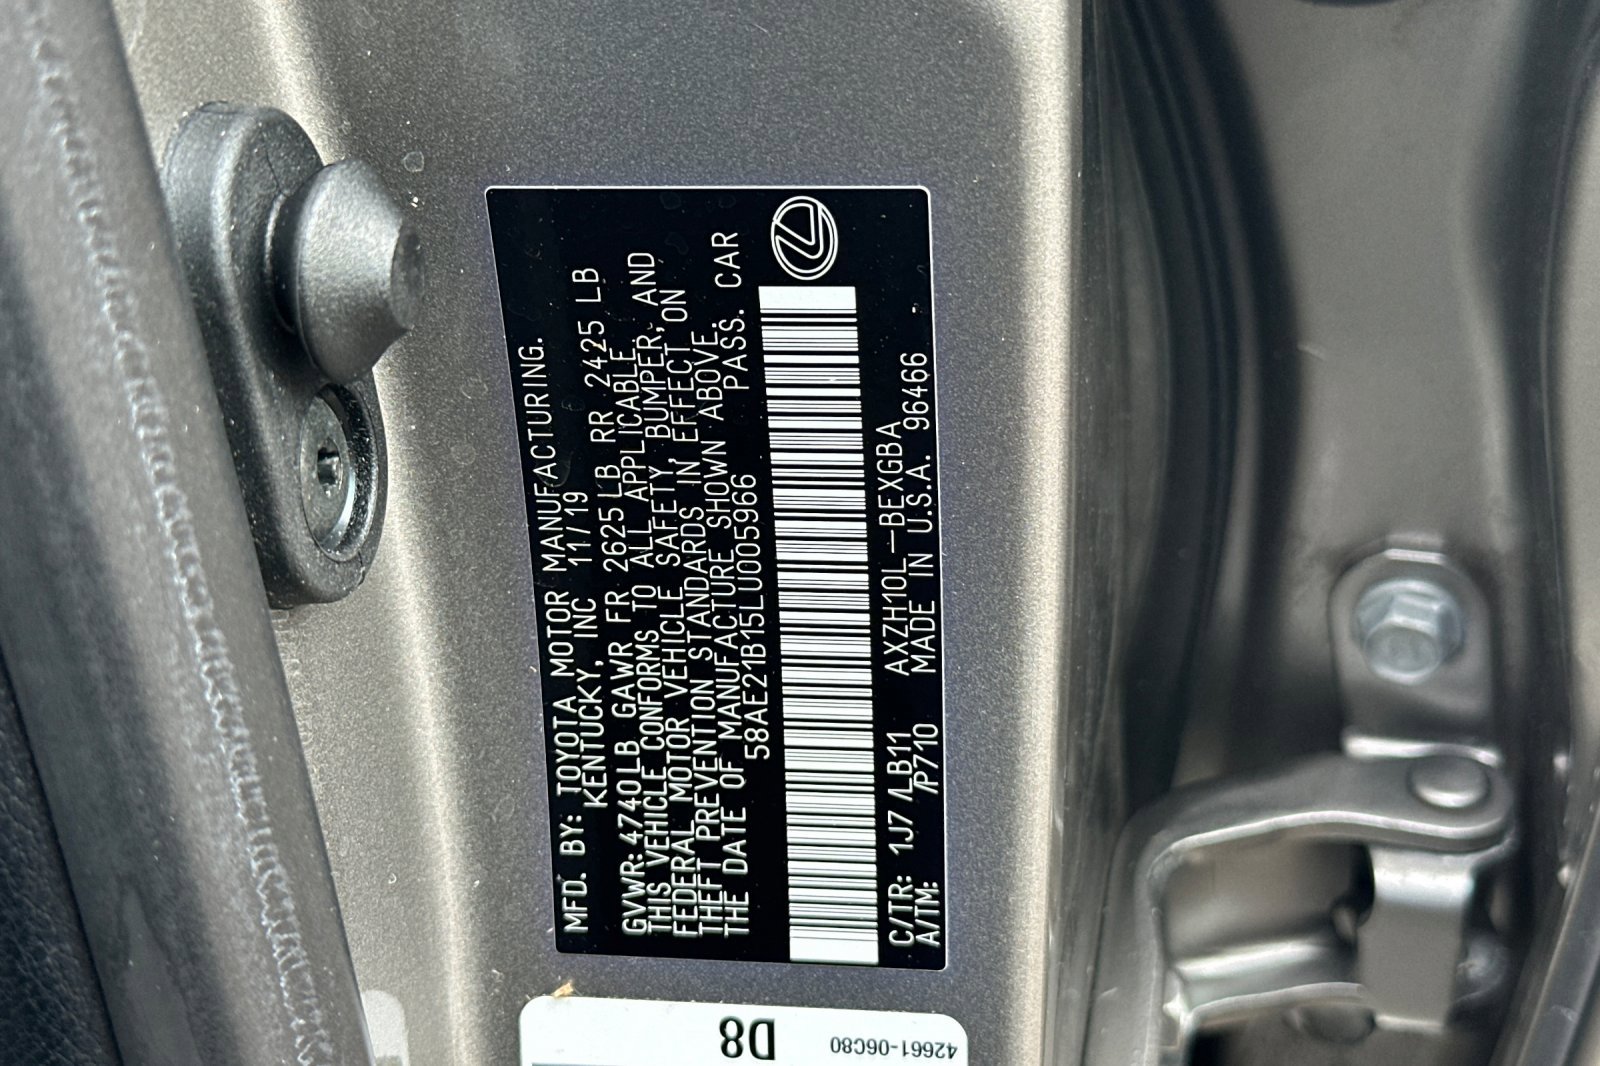 MFD. BY: TOYOTA MOTOR MANUFACTURING.
KENTUCKY, INC 11/19
GVWR: 4740LB GAWR FR 2625LB RR 2425 LB
THIS VEHICLE CONFORMS TO ALL APPLICABLE
FEDERAL MOTOR VEHICLE SAFETY, BUMPER, AND
THEFT PREVENTION STANDARDS IN EFFECT ON
THE DATE OF MANUFACTURE SHOWN ABOVE.
58AE21B15LU005966 PASS. CAR
C/TR: 1J7 /LB11 AXZH10L-BEXGBA
A/TM: /P710 MADE IN U.S.A. 96466
D8
42661-06C80